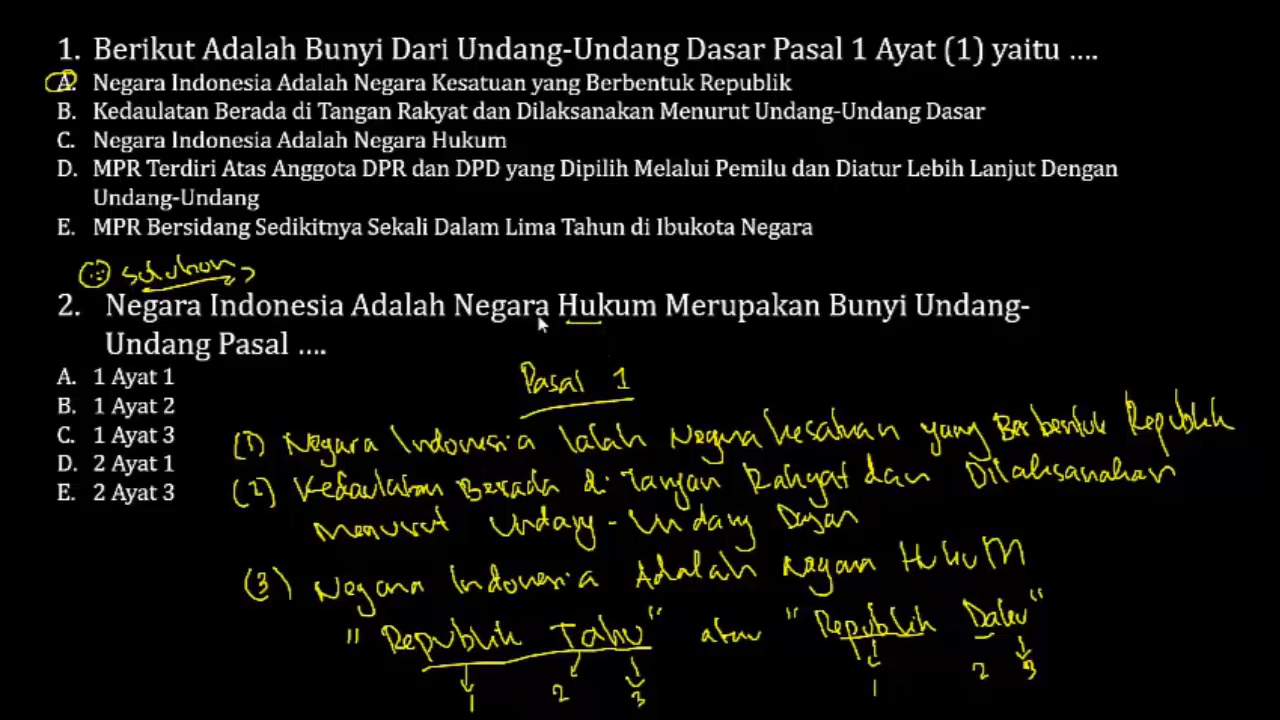 1. Berikut Adalah Bunyi Dari Undang-Undang Dasar Pasal 1 Ayat (1) yaitu ....
A. Negara Indonesia Adalah Negara Kesatuan yang Berbentuk Republik
B. Kedaulatan Berada di Tangan Rakyat dan Dilaksanakan Menurut Undang-Undang Dasar
C. Negara Indonesia Adalah Negara Hukum
D. MPR Terdiri Atas Anggota DPR dan DPD yang Dipilih Melalui Pemilu dan Diatur Lebih Lanjut Dengan
Undang-Undang
E. MPR Bersidang Sedikitnya Sekali Dalam Lima Tahun di Ibukota Negara
2. Negara Indonesia Adalah Negara Hukum Merupakan Bunyi Undang-
Undang Pasal ....
A. 1 Ayat 1
B. 1 Ayat 2
C. 1 Ayat 3
D. 2 Ayat 1
E. 2 Ayat 3
Pasal 1
(1) Negara Indonesia Ialah Negara Kesatuan yang Berbentuk Republik
(2) Kedaulatan Berada di Tangan Rakyat dan Dilaksanakan
Menurut Undang-Undang Dasar
(3) Negara Indonesia Adalah Negara HukuM
"Republik Tahu" atau "Republik Daku"
1 2 3 1 2 3